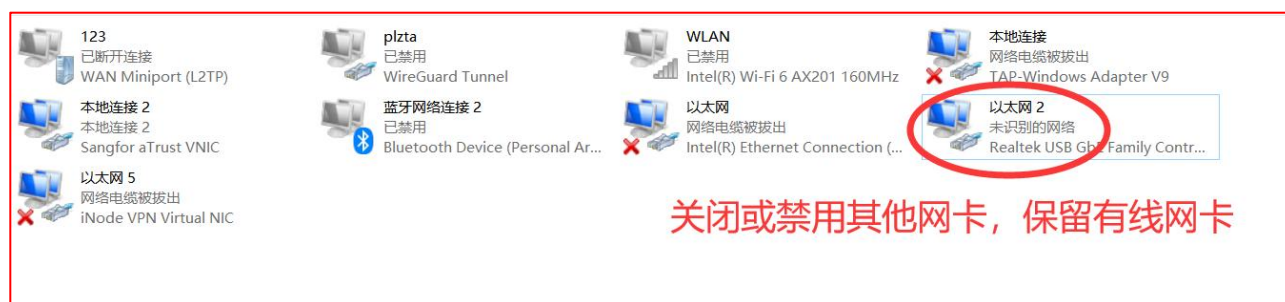 123
已断开连接
WAN Miniport (L2TP)
plzta
已禁用
WireGuard Tunnel
WLAN
已禁用
Intel(R) Wi-Fi 6 AX201 160MHz
本地连接
网络电缆被拔出
TAP-Windows Adapter V9
本地连接 2
本地连接 2
Sangfor aTrust VNIC
蓝牙网络连接 2
已禁用
Bluetooth Device (Personal Ar...
以太网
网络电缆被拔出
Intel(R) Ethernet Connection (...
以太网 2
未识别的网络
Realtek USB GbE Family Contr...
以太网 5
网络电缆被拔出
iNode VPN Virtual NIC
关闭或禁用其他网卡，保留有线网卡